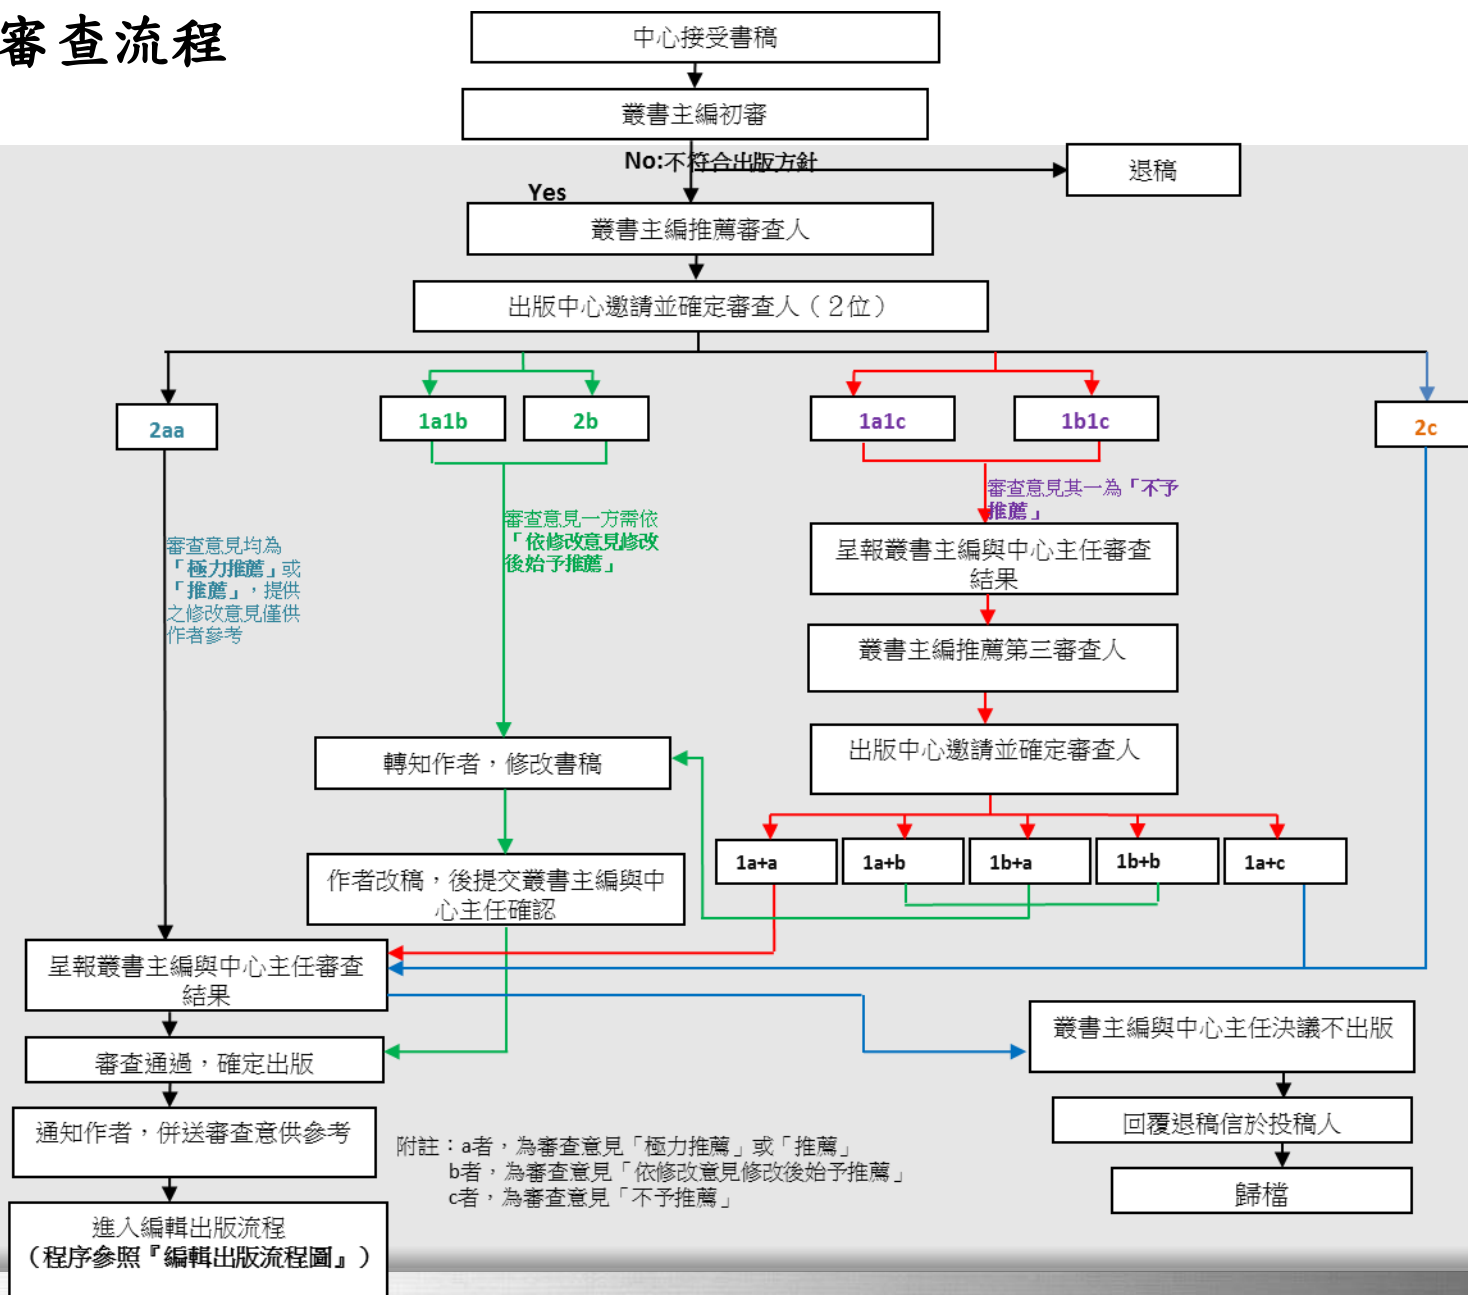 審查流程
中心接受書稿
叢書主編初審
No:不符合出版方針
退稿
Yes
叢書主編推薦審查人
出版中心邀請並確定審查人（2位）
2aa
1a1b
2b
1a1c
1b1c
2c
審查意見均為
「極力推薦」或
「推薦」，提供
之修改意見僅供
作者參考
審查意見一方需依
「依修改意見修改
後始予推薦」
審查意見其一為「不予
推薦」
呈報叢書主編與中心主任審查
結果
叢書主編推薦第三審查人
出版中心邀請並確定審查人
轉知作者，修改書稿
1a+a
1a+b
1b+a
1b+b
1a+c
作者改稿，後提交叢書主編與中
心主任確認
呈報叢書主編與中心主任審查
結果
審查通過，確定出版
通知作者，併送審查意供參考
進入編輯出版流程
（程序參照『編輯出版流程圖』）
叢書主編與中心主任決議不出版
回覆退稿信於投稿人
歸檔
附註：a者，為審查意見「極力推薦」或「推薦」
b者，為審查意見「依修改意見修改後始予推薦」
c者，為審查意見「不予推薦」